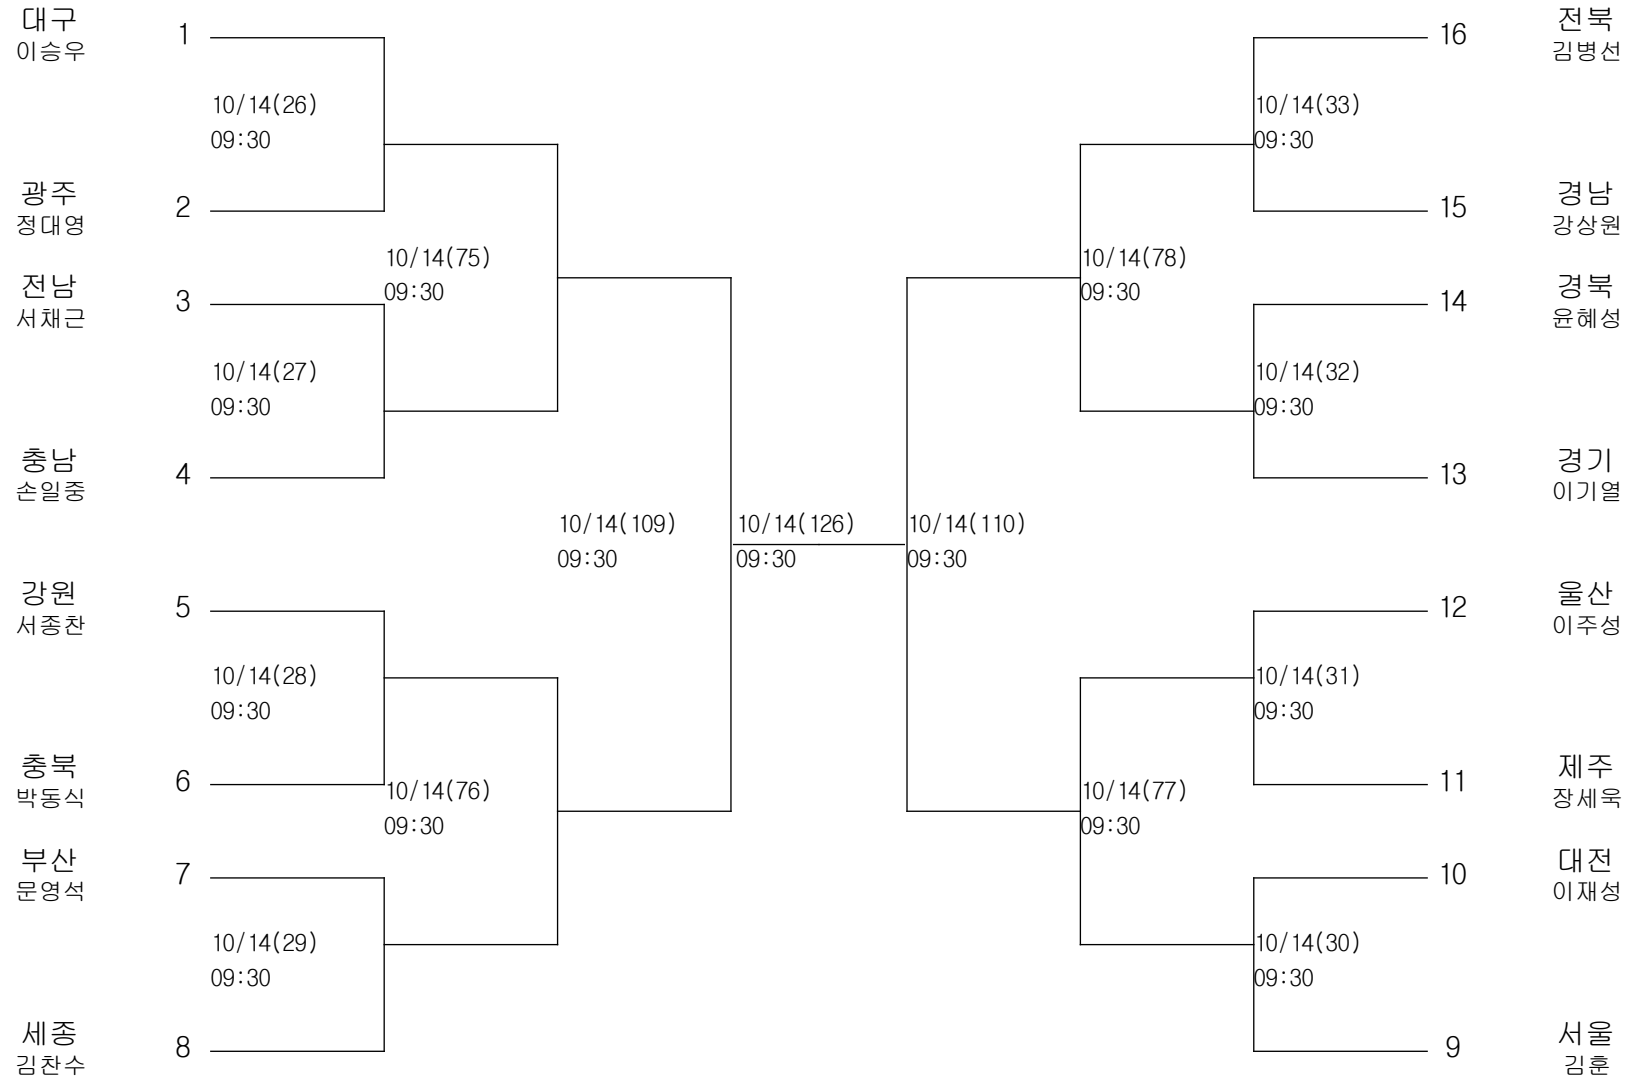 대구
이승우
1
10/14(26)
09:30
광주
정대영
2
10/14(75)
09:30
전남
서채근
3
10/14(27)
09:30
충남
손일중
4
10/14(109)
09:30
강원
서종찬
5
10/14(28)
09:30
충북
박동식
6
10/14(76)
09:30
부산
문영석
7
10/14(29)
09:30
세종
김찬수
8
10/14(126)
09:30
16
전북
김병선
10/14(33)
09:30
15
경남
강상원
10/14(78)
09:30
14
경북
윤혜성
10/14(32)
09:30
13
경기
이기열
10/14(110)
09:30
12
울산
이주성
10/14(31)
09:30
11
제주
장세욱
10/14(77)
09:30
10
대전
이재성
10/14(30)
09:30
9
서울
김훈